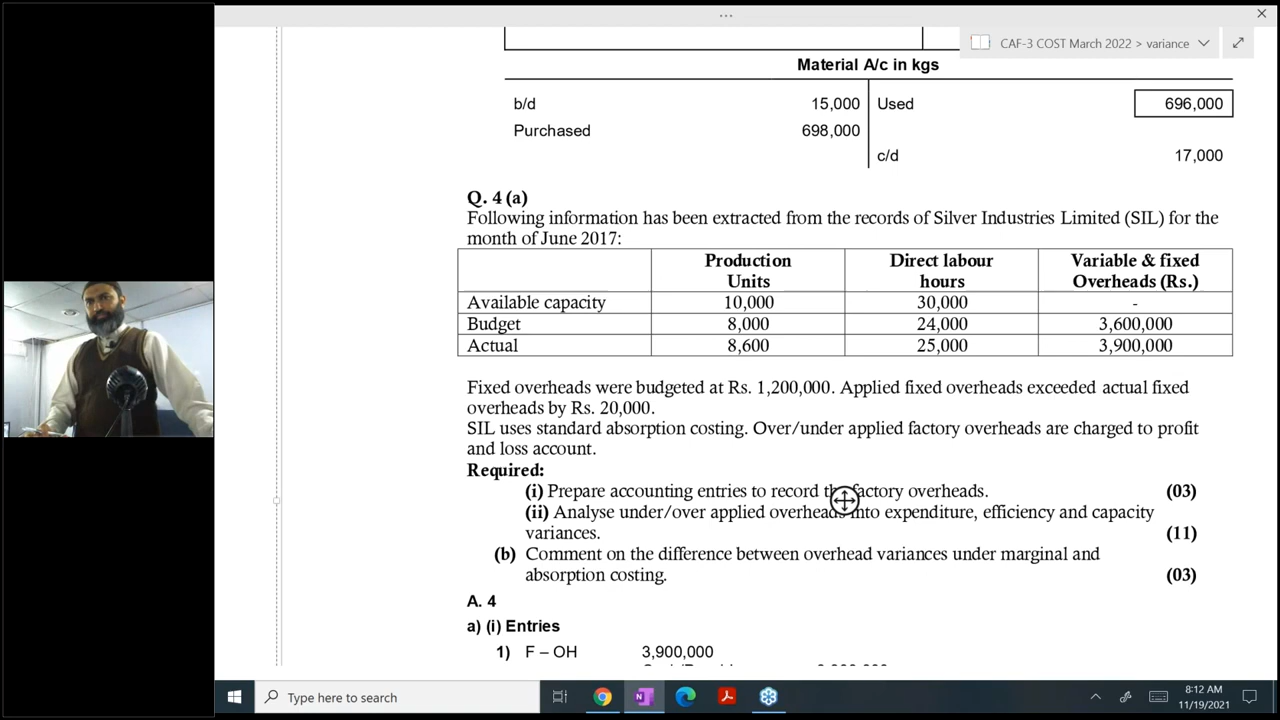 CAF-3 COST March 2022 > variance
Material A/c in kgs
b/d 15,000 Used 696,000
Purchased 698,000
c/d 17,000
Q. 4 (a)
Following information has been extracted from the records of Silver Industries Limited (SIL) for the
month of June 2017:
Production Units Direct labour hours Variable & fixed Overheads (Rs.)
Available capacity 10,000 30,000 -
Budget 8,000 24,000 3,600,000
Actual 8,600 25,000 3,900,000
Fixed overheads were budgeted at Rs. 1,200,000. Applied fixed overheads exceeded actual fixed
overheads by Rs. 20,000.
SIL uses standard absorption costing. Over/under applied factory overheads are charged to profit
and loss account.
Required:
(i) Prepare accounting entries to record the factory overheads. (03)
(ii) Analyse under/over applied overheads into expenditure, efficiency and capacity
variances. (11)
(b) Comment on the difference between overhead variances under marginal and
absorption costing. (03)
A. 4
a) (i) Entries
1) F – OH 3,900,000
Type here to search
8:12 AM
11/19/2021